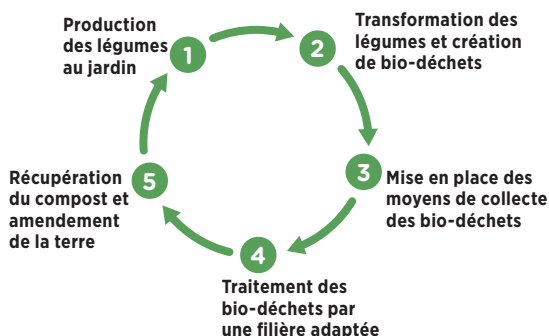 1
Production
des légumes
au jardin
2
Transformation des
légumes et création
de bio-déchets
3
Mise en place des
moyens de collecte
des bio-déchets
4
Traitement des
bio-déchets par
une filière adaptée
5
Récupération
du compost et
amendement
de la terre